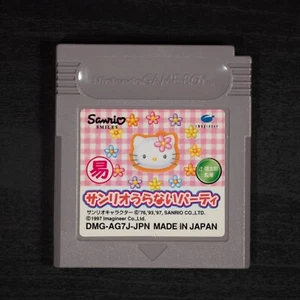 Nintendo GAME BOY
Sanrio
SMILES
IMAGINEER
易
サンリオうらないパーティ
サンリオキャラクター ©'76,'93,'97, SANRIO CO.,LTD.
©1997 Imagineer Co.,Ltd.
DMG-AG7J-JPN MADE IN JAPAN